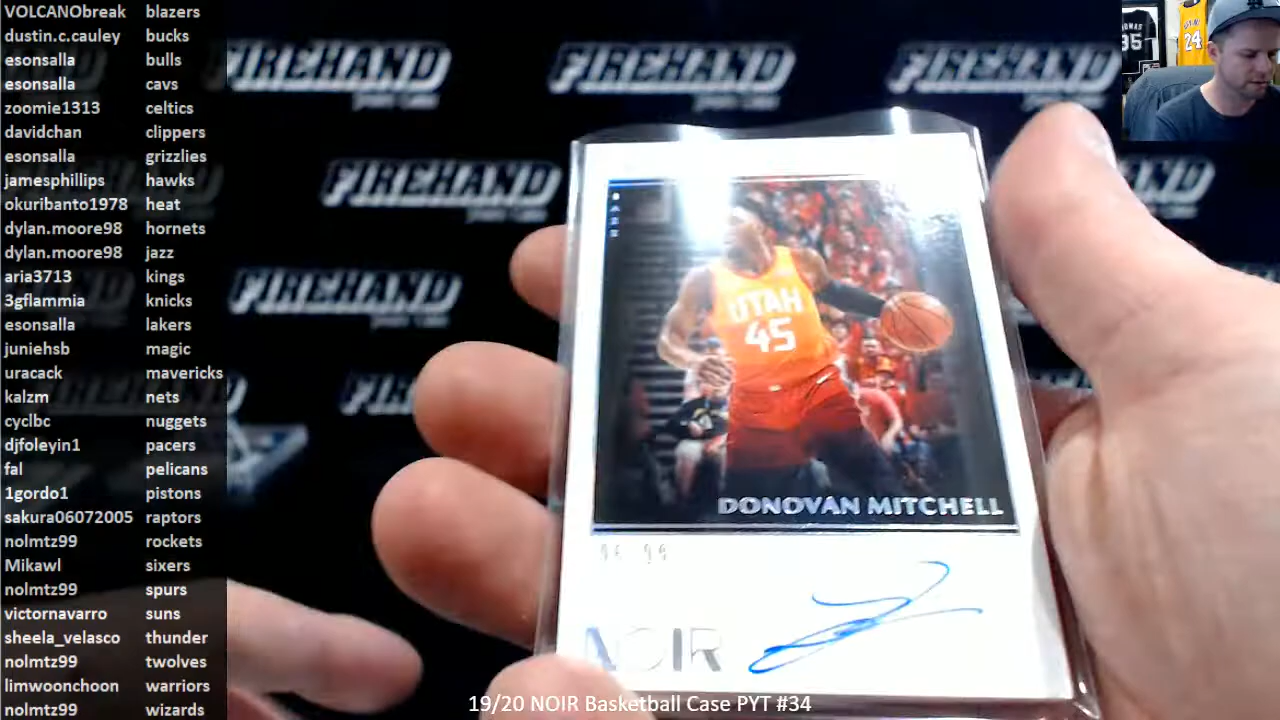 VOLCANObreak blazers
dustin.c.cauley bucks
esonsalla bulls
esonsalla cavs
zoomie1313 celtics
davidchan clippers
esonsalla grizzlies
jamesphillips hawks
okuribanto1978 heat
dylan.moore98 hornets
dylan.moore98 jazz
aria3713 kings
3gflammia knicks
esonsalla lakers
juniehsb magic
uracack mavericks
kalzm nets
cyclbc nuggets
djfoleyin1 pacers
fal pelicans
1gordo1 pistons
sakura06072005 raptors
nolmtz99 rockets
Mikawl sixers
nolmtz99 spurs
victornavarro suns
sheela_velasco thunder
nolmtz99 twolves
limwoonchoon warriors
nolmtz99 wizards
FIREHAND
FIREHAND
FIREHAND
FIREHAND
FIREHAND
24
UTAH
45
DONOVAN MITCHELL
NOIR
19/20 NOIR Basketball Case PYT #34